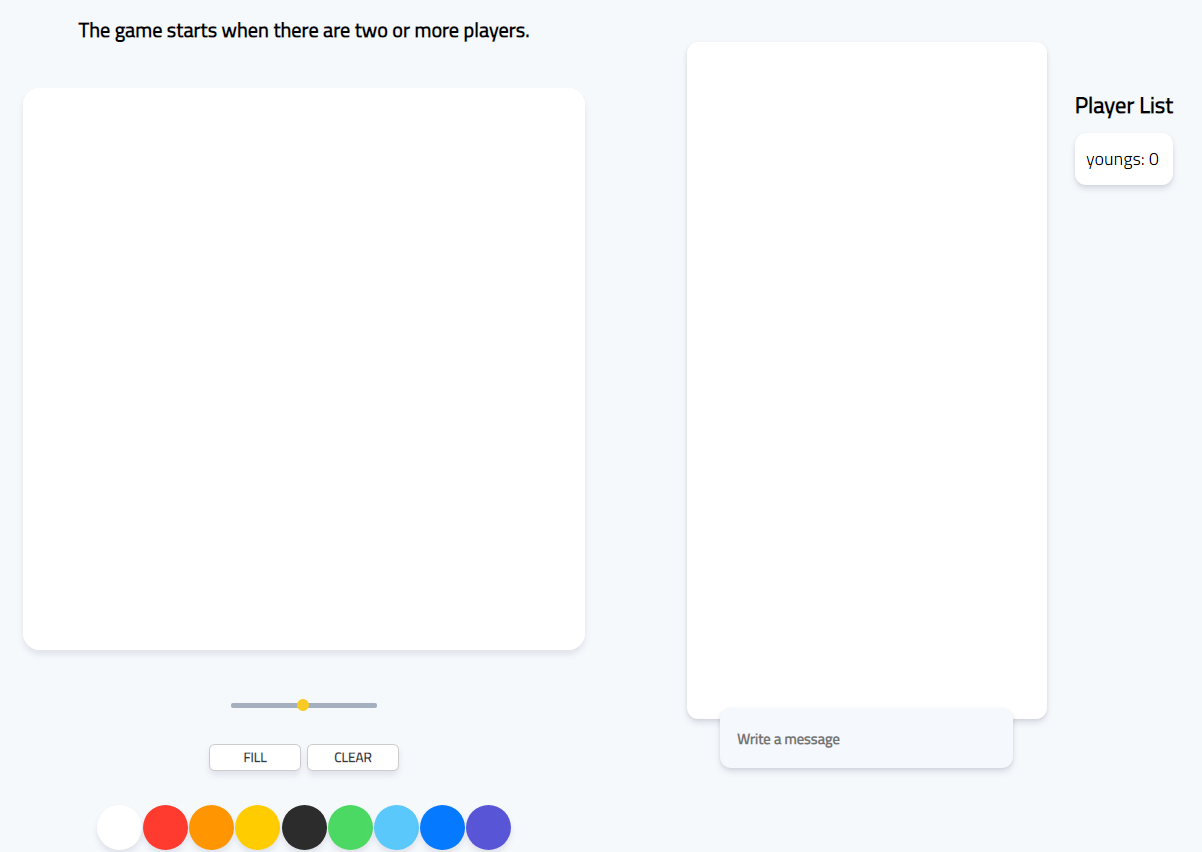 The game starts when there are two or more players.
Player List
youngs: 0
Write a message
FILL
CLEAR